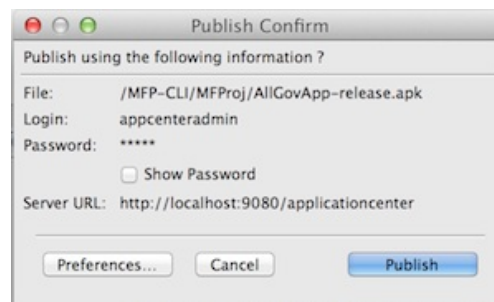 Publish Confirm
Publish using the following information ?
File: /MFP-CLI/MFProj/AllGovApp-release.apk
Login: appcenteradmin
Password: *****
Show Password
Server URL: http://localhost:9080/applicationcenter
Preferences... Cancel Publish